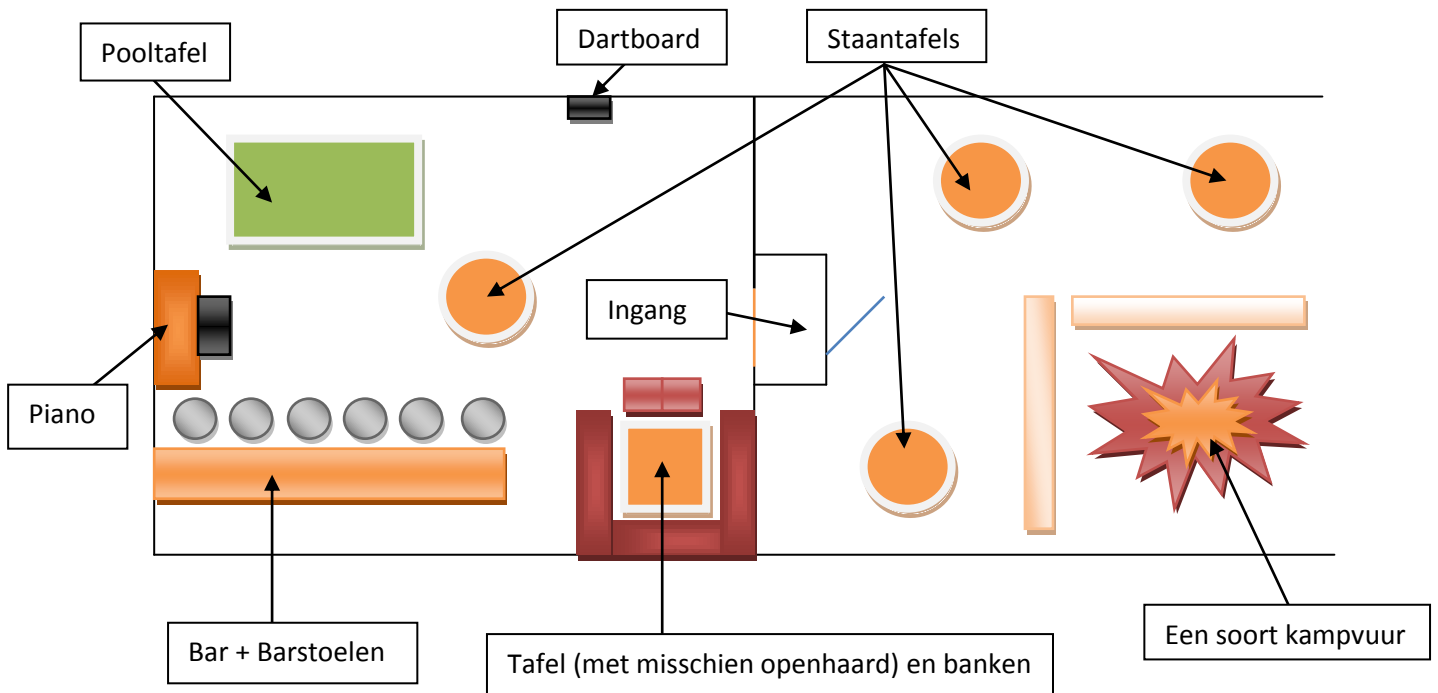 Pooltafel
Dartboard
Staantafels
Ingang
Piano
Bar + Barstoelen
Tafel (met misschien openhaard) en banken
Een soort kampvuur